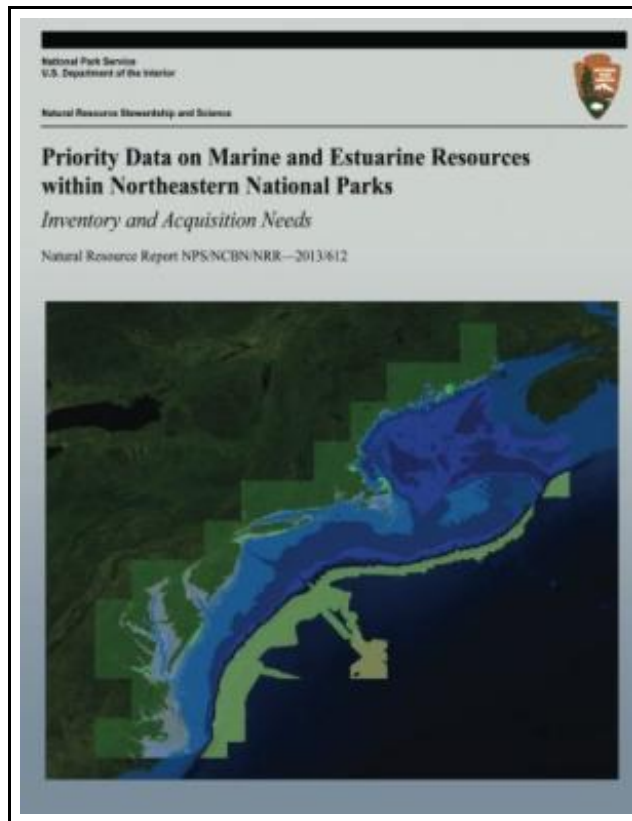 National Park Service
U.S. Department of the Interior
Natural Resource Stewardship and Science
Priority Data on Marine and Estuarine Resources
within Northeastern National Parks
Inventory and Acquisition Needs
Natural Resource Report NPS/NCBN/NRR—2013/612